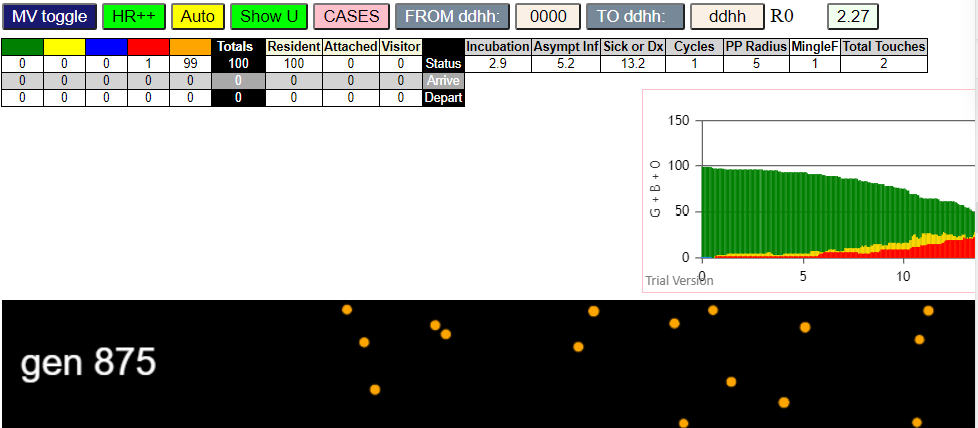 MV toggle HR++ Auto Show U CASES FROM ddhh: 0000 TO ddhh: ddhh R0 2.27
Totals Resident Attached Visitor Incubation Asympt Inf Sick or Dx Cycles PP Radius MingleF Total Touches
0 0 0 1 99 100 100 0 0 Status 2.9 5.2 13.2 1 5 1 2
0 0 0 0 0 0 0 0 0 Arrive
0 0 0 0 0 0 0 0 0 Depart
150
100
50
0
G + B + O
0 5 10
Trial Version
gen 875